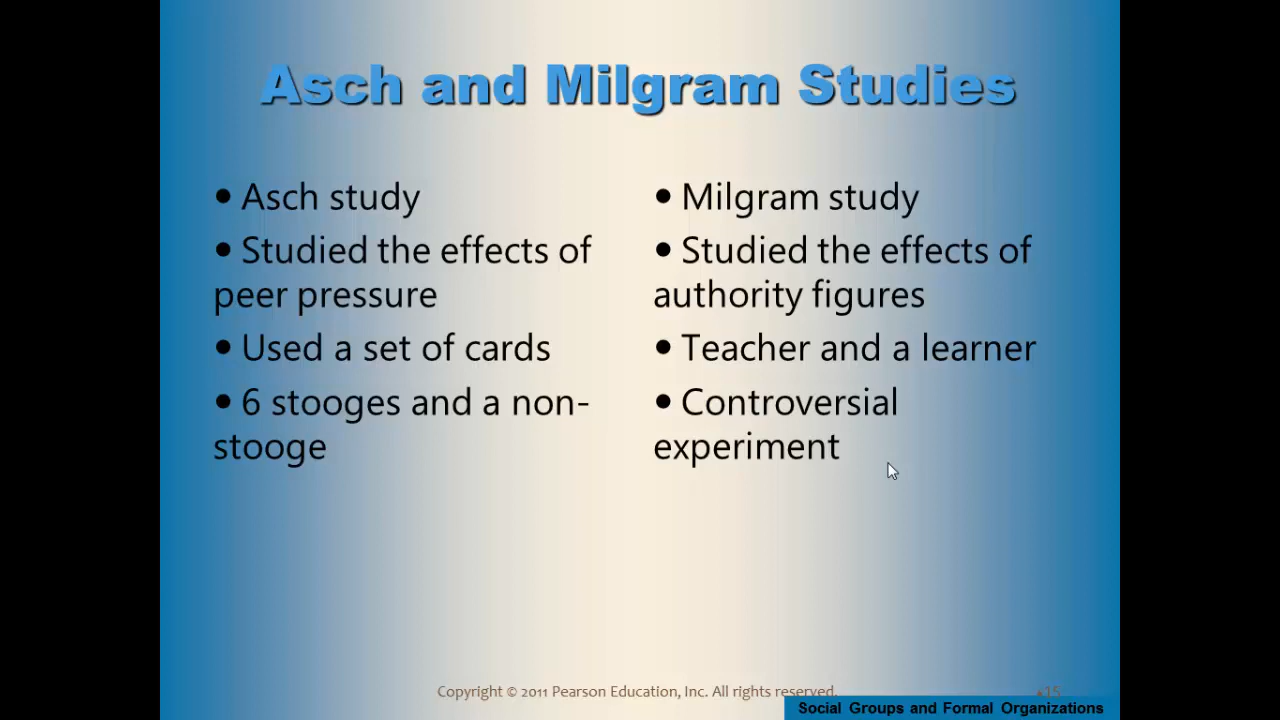 Asch and Milgram Studies
• Asch study
• Studied the effects of
peer pressure
• Used a set of cards
• 6 stooges and a non-
stooge
• Milgram study
• Studied the effects of
authority figures
• Teacher and a learner
• Controversial
experiment
Copyright © 2011 Pearson Education, Inc. All rights reserved.
•15
Social Groups and Formal Organizations